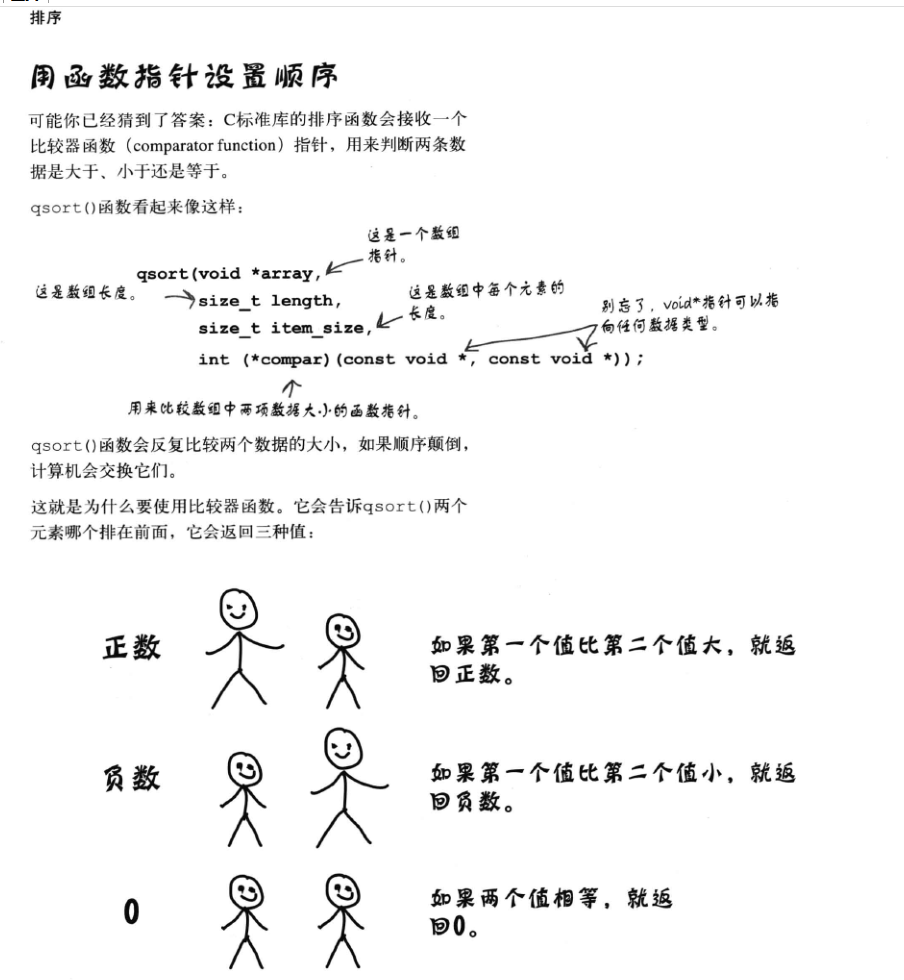 排序
用函数指针设置顺序
可能你已经猜到了答案：C标准库的排序函数会接收一个
比较器函数（comparator function）指针，用来判断两条数
据是大于、小于还是等于。
qsort()函数看起来像这样：
这是一个数组
指针。
qsort(void *array,
这是数组长度。
size_t length,
这是数组中每个元素的
长度。
size_t item_size,
别忘了，void*指针可以指
向任何数据类型。
int (*compar)(const void *, const void *));
用来比较数组中两项数据大小的函数指针。
qsort()函数会反复比较两个数据的大小，如果顺序颠倒，
计算机会交换它们。
这就是为什么要使用比较器函数。它会告诉qsort()两个
元素哪个排在前面，它会返回三种值：
正数
如果第一个值比第二个值大，就返
回正数。
负数
如果第一个值比第二个值小，就返
回负数。
0
如果两个值相等，就返
回0。